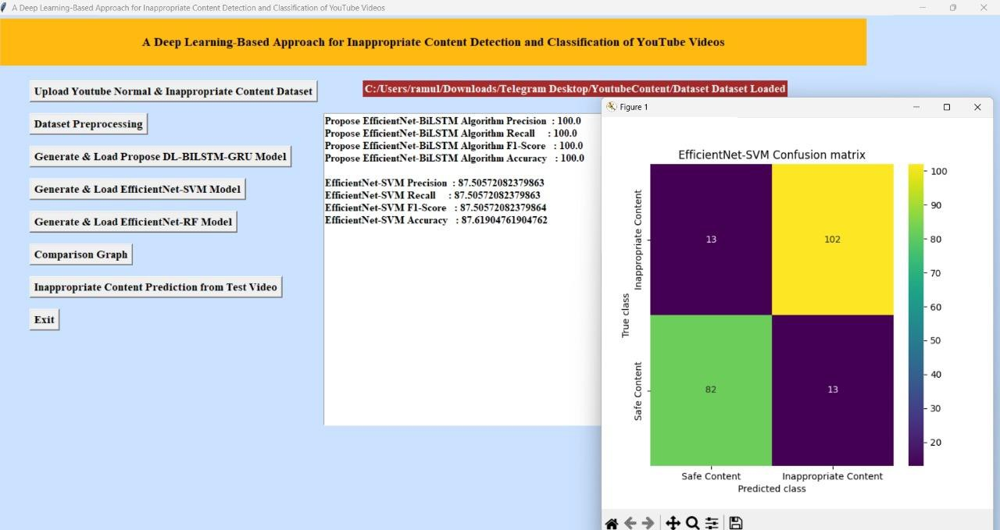 A Deep Learning-Based Approach for Inappropriate Content Detection and Classification of YouTube Videos
A Deep Learning-Based Approach for Inappropriate Content Detection and Classification of YouTube Videos
Upload Youtube Normal & Inappropriate Content Dataset
C:/Users/ramul/Downloads/Telegram Desktop/YoutubeContent/Dataset Dataset Loaded
Dataset Preprocessing
Generate & Load Propose DL-BILSTM-GRU Model
Generate & Load EfficientNet-SVM Model
Generate & Load EfficientNet-RF Model
Comparison Graph
Inappropriate Content Prediction from Test Video
Exit
Propose EfficientNet-BiLSTM Algorithm Precision : 100.0
Propose EfficientNet-BiLSTM Algorithm Recall : 100.0
Propose EfficientNet-BiLSTM Algorithm F1-Score : 100.0
Propose EfficientNet-BiLSTM Algorithm Accuracy : 100.0
EfficientNet-SVM Precision : 87.50572082379863
EfficientNet-SVM Recall : 87.50572082379863
EfficientNet-SVM F1-Score : 87.50572082379864
EfficientNet-SVM Accuracy : 87.61904761904762
Figure 1
EfficientNet-SVM Confusion matrix
True class
Inappropriate Content
Safe Content
13
102
82
13
Safe Content
Inappropriate Content
Predicted class
100
90
80
70
60
50
40
30
20